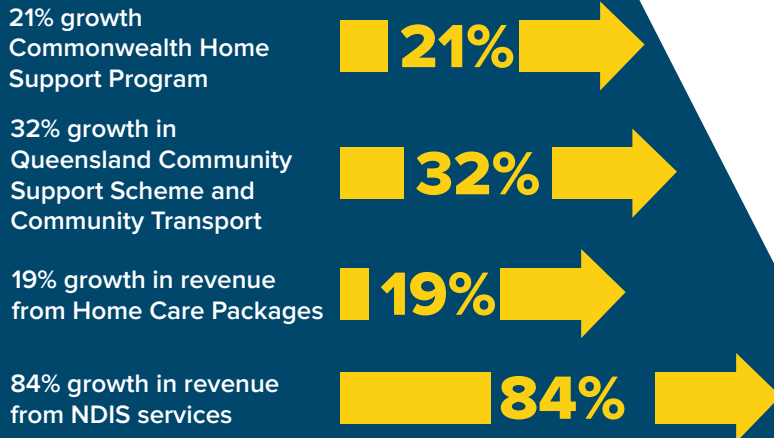 21% growth
Commonwealth Home
Support Program
21%
32% growth in
Queensland Community
Support Scheme and
Community Transport
32%
19% growth in revenue
from Home Care Packages
19%
84% growth in revenue
from NDIS services
84%